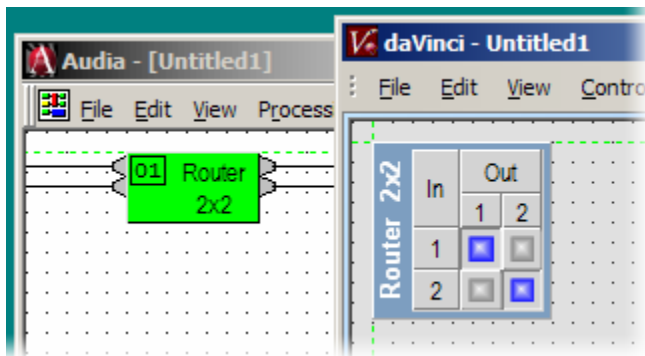 Audia - [Untitled1]
File Edit View Process
01 Router
2x2
daVinci - Untitled1
File Edit View
Router 2x2
In Out
1 2
1
2